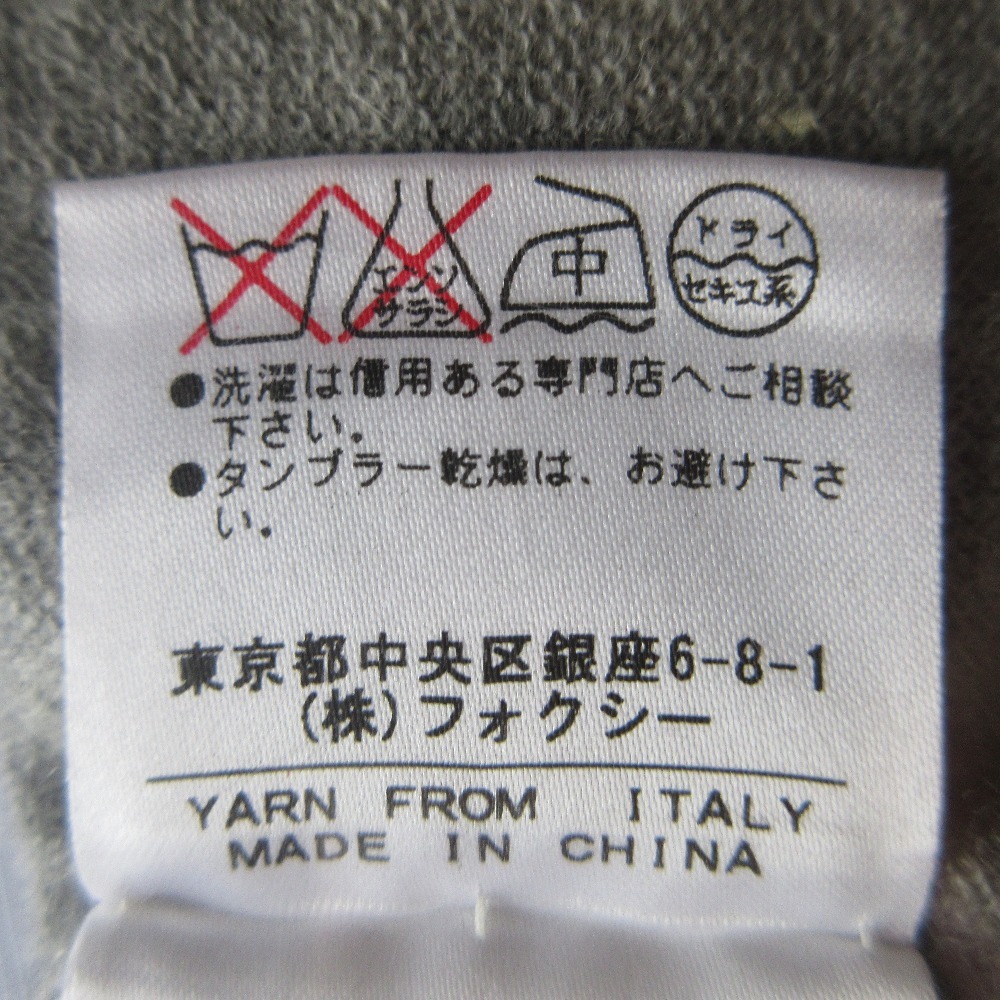 エンソ
サラシ
中
ドライ
セキユ系
●洗濯は信用ある専門店へご相談
下さい。
●タンブラー乾燥は、お避け下さ
い。
東京都中央区銀座6-8-1
(株)フォクシー
YARN FROM ITALY
MADE IN CHINA